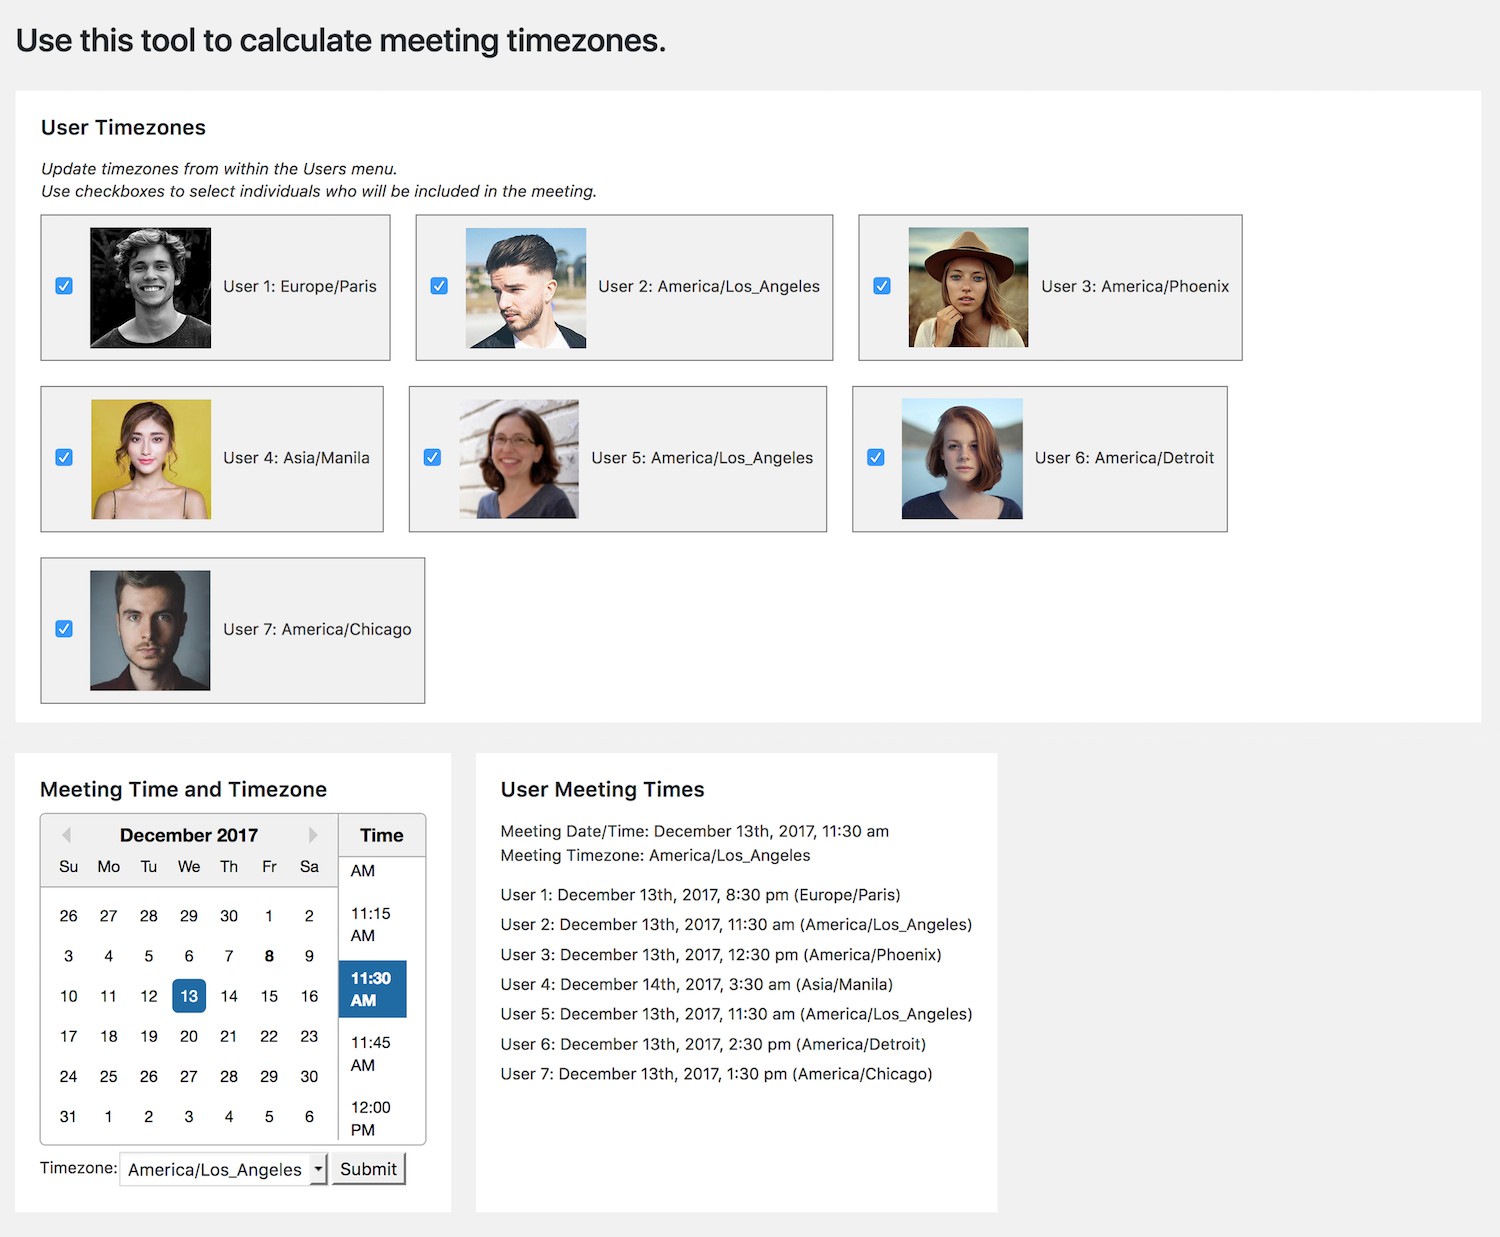 Use this tool to calculate meeting timezones.
User Timezones
Update timezones from within the Users menu.
Use checkboxes to select individuals who will be included in the meeting.
User 1: Europe/Paris
User 2: America/Los_Angeles
User 3: America/Phoenix
User 4: Asia/Manila
User 5: America/Los_Angeles
User 6: America/Detroit
User 7: America/Chicago
Meeting Time and Timezone
December 2017
Su Mo Tu We Th Fr Sa
26 27 28 29 30 1 2
3 4 5 6 7 8 9
10 11 12 13 14 15 16
17 18 19 20 21 22 23
24 25 26 27 28 29 30
31 1 2 3 4 5 6
Time
AM
11:15
AM
11:30
AM
11:45
AM
12:00
PM
Timezone: America/Los_Angeles Submit
User Meeting Times
Meeting Date/Time: December 13th, 2017, 11:30 am
Meeting Timezone: America/Los_Angeles
User 1: December 13th, 2017, 8:30 pm (Europe/Paris)
User 2: December 13th, 2017, 11:30 am (America/Los_Angeles)
User 3: December 13th, 2017, 12:30 pm (America/Phoenix)
User 4: December 14th, 2017, 3:30 am (Asia/Manila)
User 5: December 13th, 2017, 11:30 am (America/Los_Angeles)
User 6: December 13th, 2017, 2:30 pm (America/Detroit)
User 7: December 13th, 2017, 1:30 pm (America/Chicago)